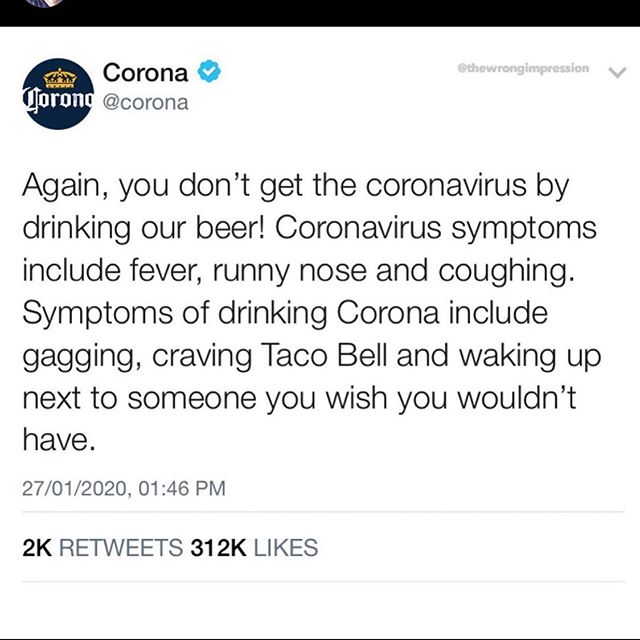 Corona
@thewrongimpression
Corona
@corona
Again, you don’t get the coronavirus by
drinking our beer! Coronavirus symptoms
include fever, runny nose and coughing.
Symptoms of drinking Corona include
gagging, craving Taco Bell and waking up
next to someone you wish you wouldn’t
have.
27/01/2020, 01:46 PM
2K RETWEETS 312K LIKES